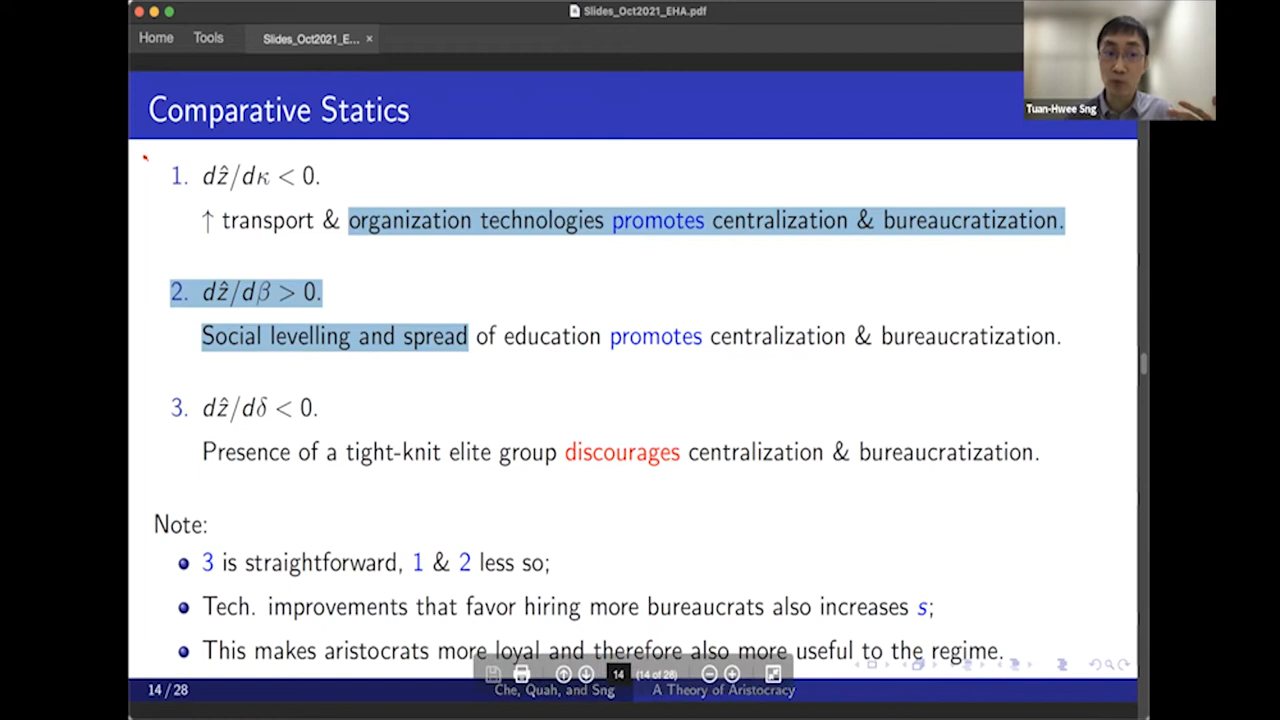 Slides_Oct2021_EHA.pdf
Home Tools Slides_Oct2021_E... ×
Comparative Statics
Tuan-Hwee Sng
1. dẑ/dκ < 0.
↑ transport & organization technologies promotes centralization & bureaucratization.
2. dẑ/dβ > 0.
Social levelling and spread of education promotes centralization & bureaucratization.
3. dẑ/dδ < 0.
Presence of a tight-knit elite group discourages centralization & bureaucratization.
Note:
3 is straightforward, 1 & 2 less so;
Tech. improvements that favor hiring more bureaucrats also increases s;
This makes aristocrats more loyal and therefore also more useful to the regime.
14 (14 of 28)
14 / 28 Che, Quah, and Sng A Theory of Aristocracy